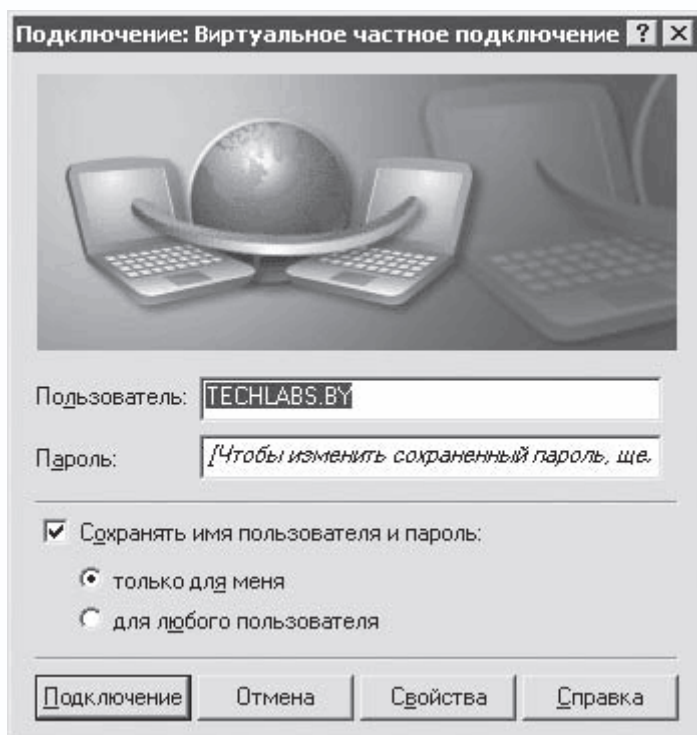 Подключение: Виртуальное частное подключение
Пользователь: TECHLABS.BY
Пароль: [Чтобы изменить сохраненный пароль, ще.
Сохранять имя пользователя и пароль:
только для меня
для любого пользователя
Подключение Отмена Свойства Справка